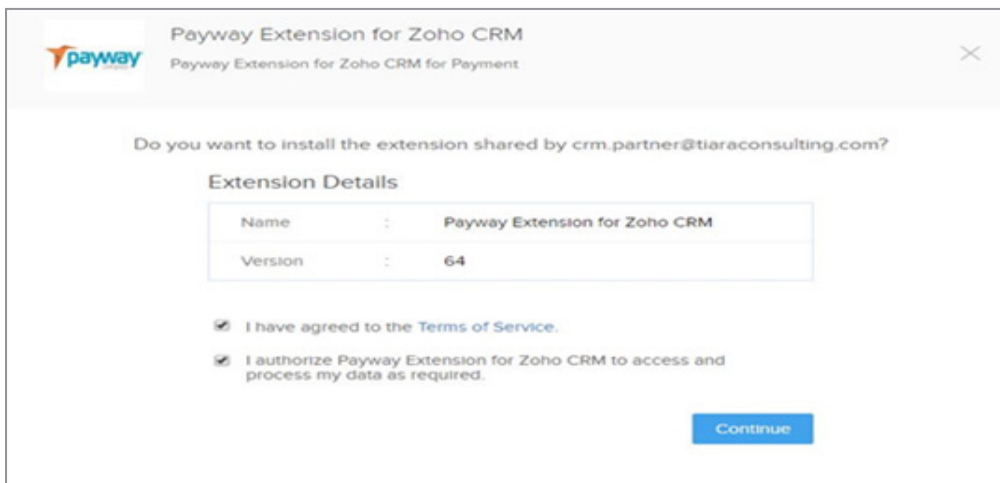 payway
Payway Extension for Zoho CRM
Payway Extension for Zoho CRM for Payment
Do you want to install the extension shared by crm.partner@tiaraconsulting.com?
Extension Details
Name : Payway Extension for Zoho CRM
Version : 64
I have agreed to the Terms of Service.
I authorize Payway Extension for Zoho CRM to access and
process my data as required.
Continue